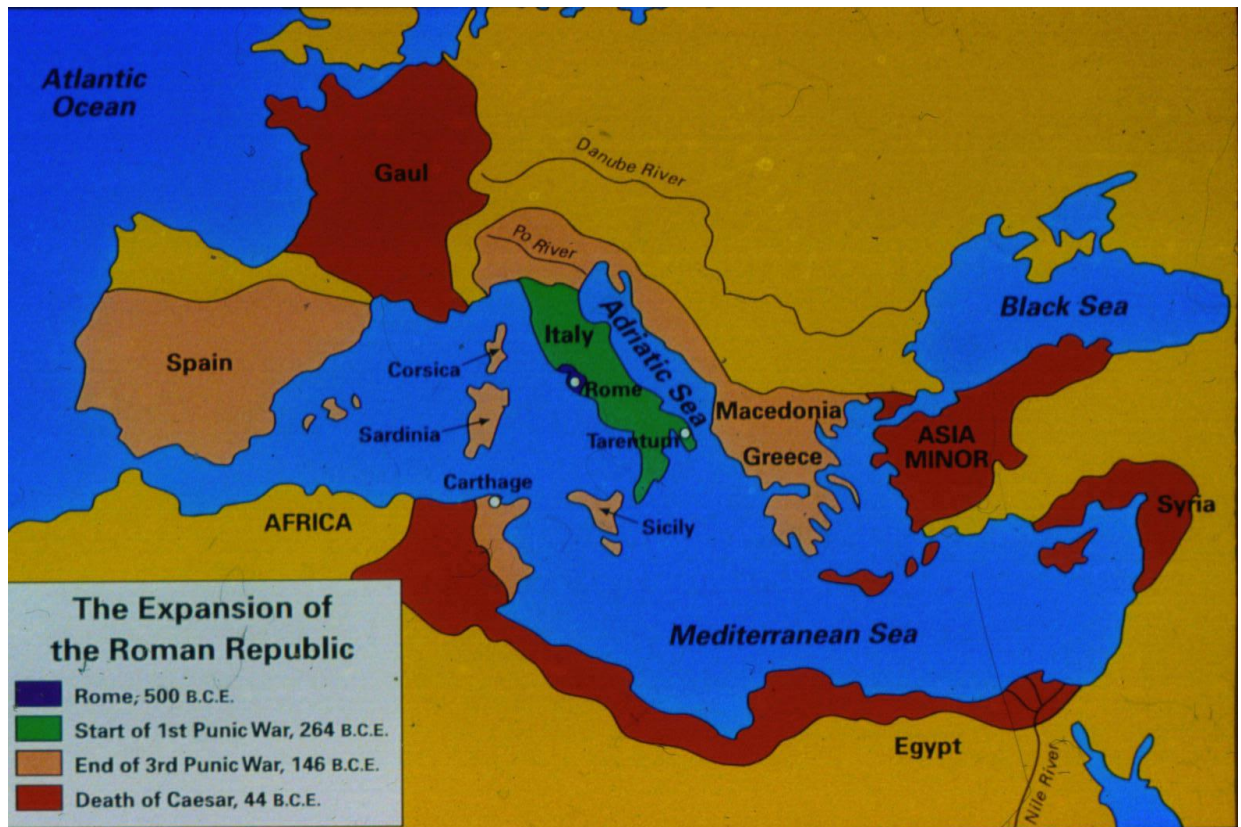 Atlantic
Ocean
Gaul
Danube River
Po River
Black Sea
Adriatic Sea
Italy
Spain
Corsica
Rome
Macedonia
Sardinia
Tarentum
ASIA
MINOR
Greece
Carthage
Syria
AFRICA
Sicily
Mediterranean Sea
Egypt
Nile River
The Expansion of
the Roman Republic
Rome, 500 B.C.E.
Start of 1st Punic War, 264 B.C.E.
End of 3rd Punic War, 146 B.C.E.
Death of Caesar, 44 B.C.E.